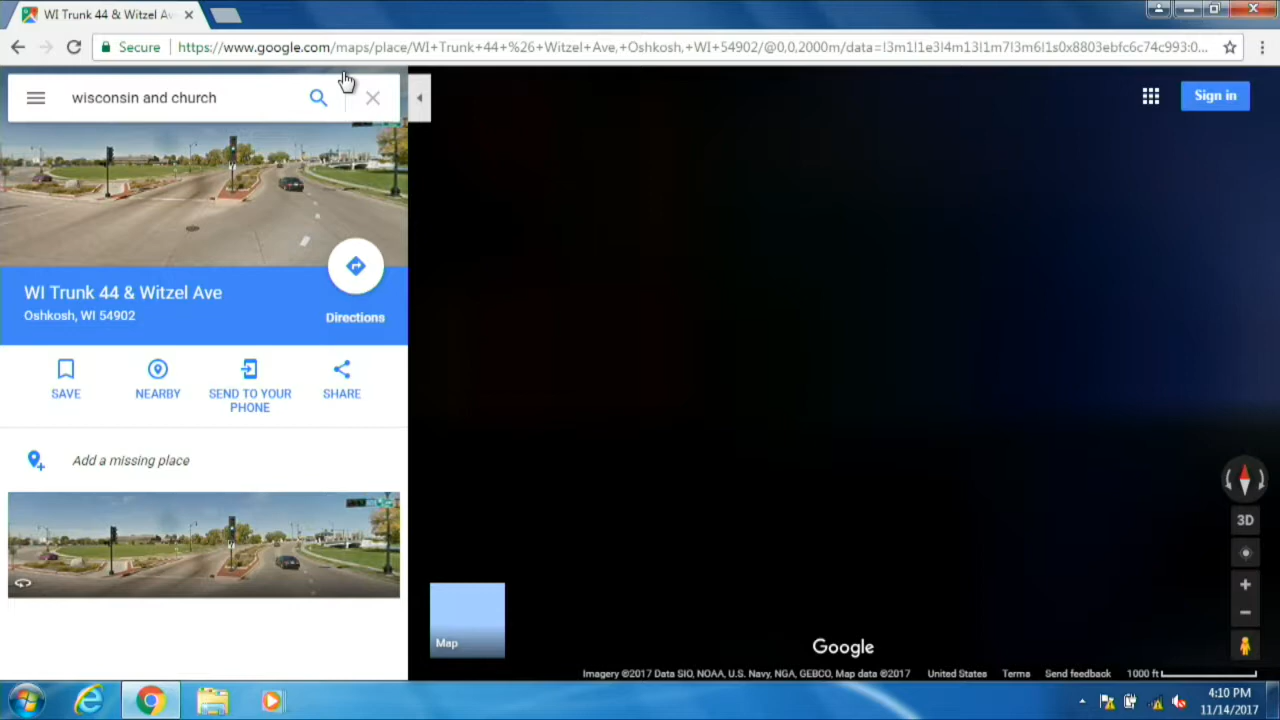 WI Trunk 44 & Witzel Av
Secure
https://www.google.com/maps/place/WI+Trunk+44+%26+Witzel+Ave,+Oshkosh,+WI+54902/@0,0,2000m/data=!3m1!1e3!4m13!1m7!3m6!1s0x8803ebfc6c74c993:0...
wisconsin and church
Sign in
WI Trunk 44 & Witzel Ave
Oshkosh, WI 54902
Directions
SAVE
NEARBY
SEND TO YOUR
PHONE
SHARE
Add a missing place
3D
Map
Google
Imagery ©2017 Data SIO, NOAA, U.S. Navy, NGA, GEBCO, Map data ©2017 United States Terms Send feedback 1000 ft
4:10 PM
11/14/2017